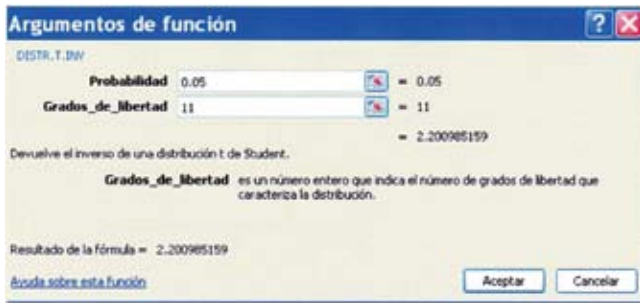 Argumentos de función
DISTR.T.INV
Probabilidad 0.05 = 0.05
Grados_de_libertad 11 = 11
= 2.200985159
Devuelve el inverso de una distribución t de Student.
Grados_de_libertad es un número entero que indica el número de grados de libertad que
caracteriza la distribución.
Resultado de la fórmula = 2.200985159
Ayuda sobre esta función Aceptar Cancelar